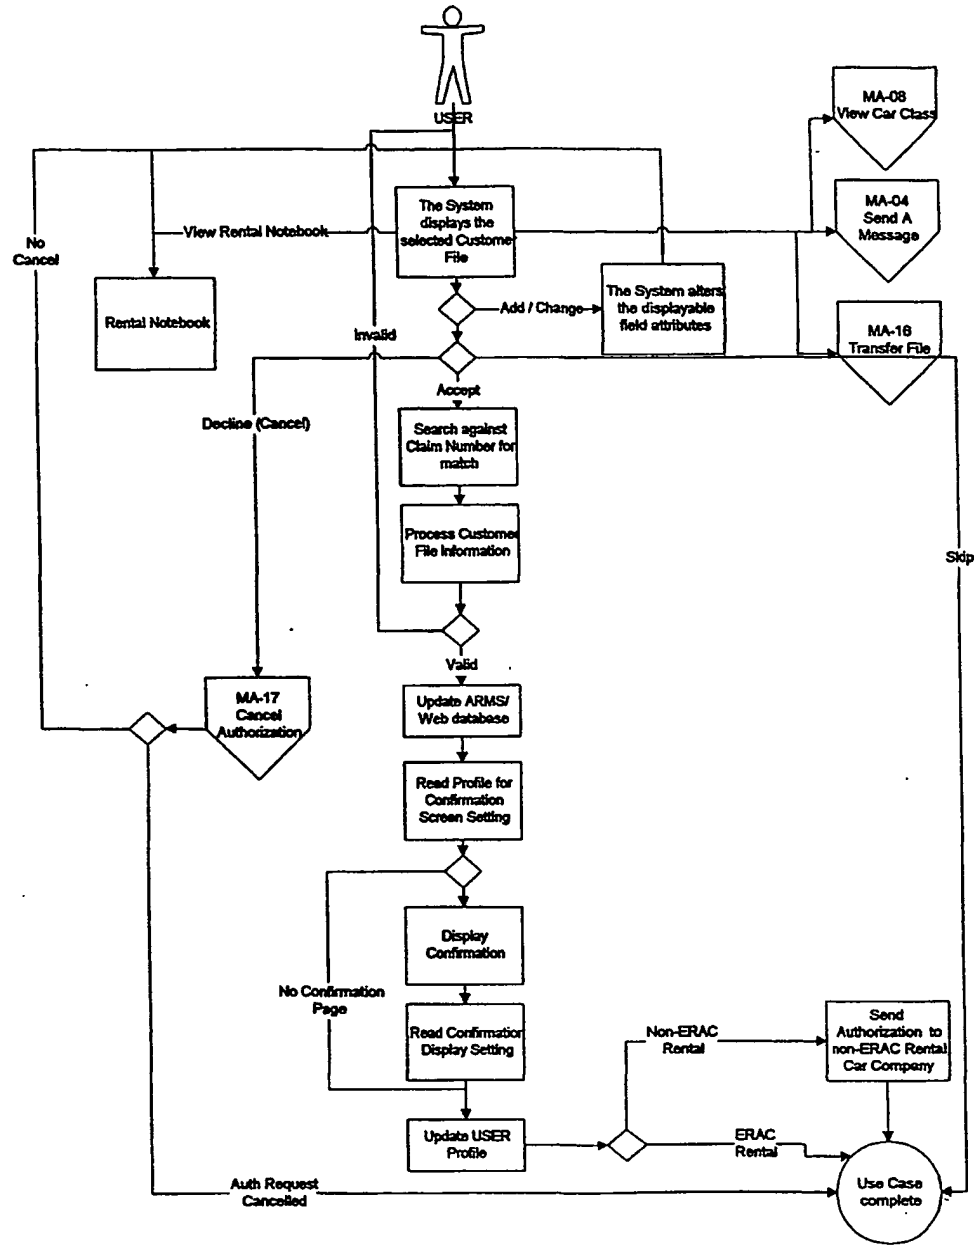 USER
MA-08
View Car Class
The System
displays the
selected Customer
File
MA-04
Send A
Message
View Rental Notebook
No
Cancel
Rental Notebook
Add / Change
The System alters
the displayable
field attributes
MA-16
Transfer File
Invalid
Accept
Decline (Cancel)
Search against
Claim Number for
match
Process Customer
File Information
Skip
Valid
MA-17
Cancel
Authorization
Update ARMS/
Web database
Read Profile for
Confirmation
Screen Setting
Display
Confirmation
No Confirmation
Page
Read Confirmation
Display Setting
Non-ERAC
Rental
Send
Authorization to
non-ERAC Rental
Car Company
Update USER
Profile
ERAC
Rental
Auth Request
Cancelled
Use Case
complete